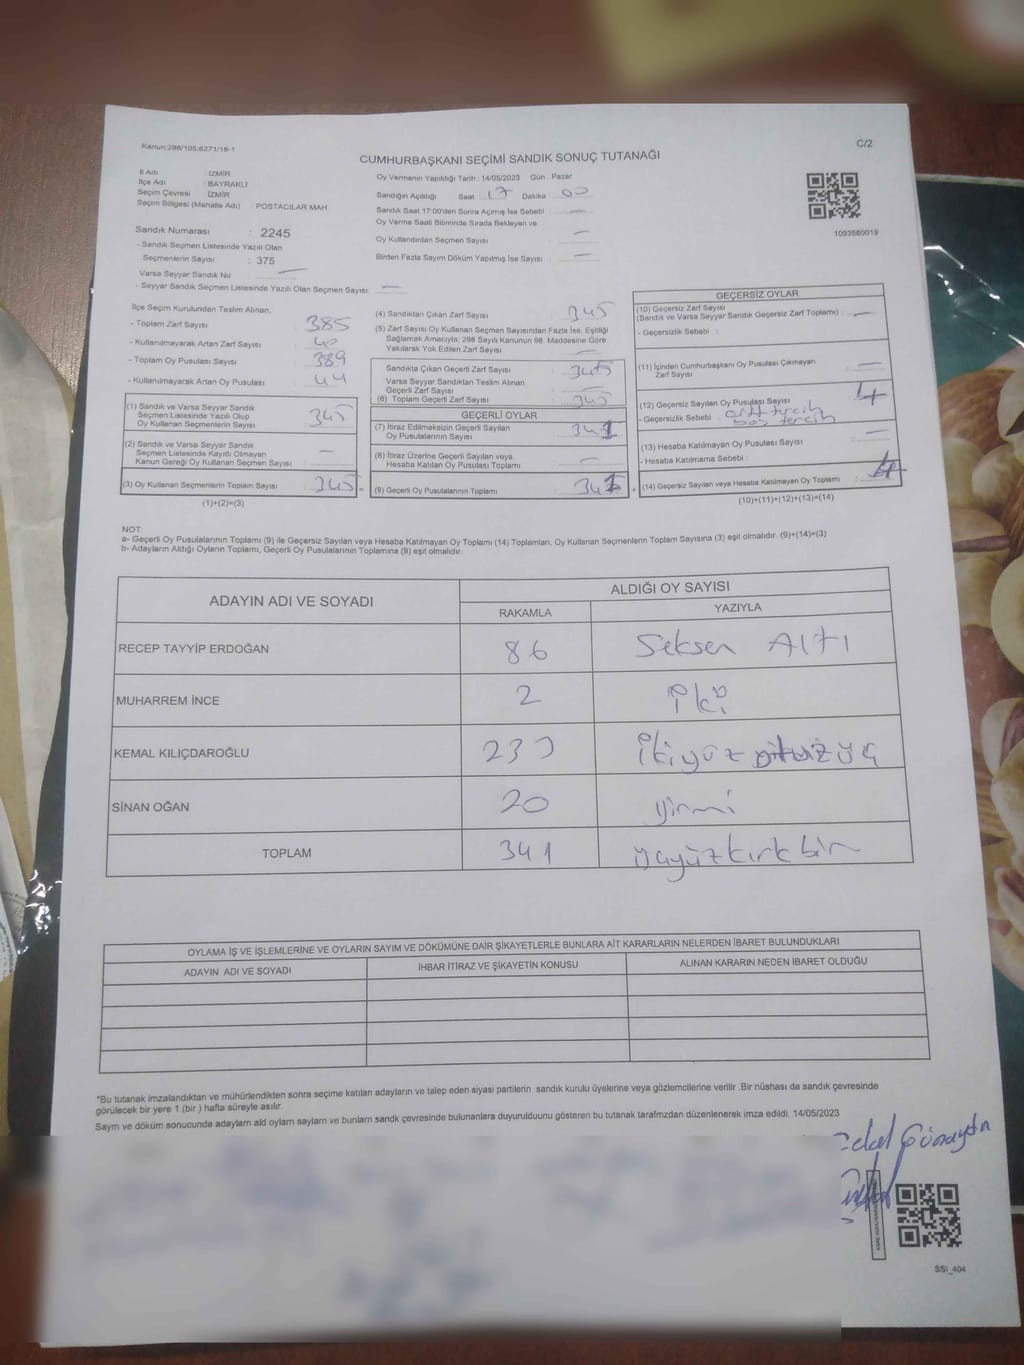 Kanun:298/105;6271/18-1
C/2
CUMHURBAŞKANI SEÇİMİ SANDIK SONUÇ TUTANAĞI
İl Adı : İZMİR
İlçe Adı : BAYRAKLI
Seçim Çevresi : İZMİR
Seçim Bölgesi (Mahalle Adı) : POSTACILAR MAH.
Sandık Numarası : 2245
- Sandık Seçmen Listesinde Yazılı Olan
Seçmenlerin Sayısı : 375
Varsa Seyyar Sandık No —
- Seyyar Sandık Seçmen Listesinde Yazılı Olan Seçmen Sayısı —
Oy Vermenin Yapıldığı Tarih : 14/05/2023 Gün : Pazar
Sandığın Açıldığı Saat 17 Dakika 00
Sandık Saat 17:00'den Sonra Açılmış İse Sebebi : —
Oy Verme Saati Bitiminde Sırada Bekleyen ve
Oy Kullandırılan Seçmen Sayısı : —
Birden Fazla Sayım Döküm Yapılmış İse Sayısı : —
1093580019
İlçe Seçim Kurulundan Teslim Alınan;
- Toplam Zarf Sayısı : 385
- Kullanılmayarak Artan Zarf Sayısı : 40
- Toplam Oy Pusulası Sayısı : 389
- Kullanılmayarak Artan Oy Pusulası : 44
(1) Sandık ve Varsa Seyyar Sandık
Seçmen Listesinde Yazılı Olup
Oy Kullanan Seçmenlerin Sayısı : 345
(2) Sandık ve Varsa Seyyar Sandık
Seçmen Listesinde Kayıtlı Olmayan
Kanun Gereği Oy Kullanan Seçmen Sayısı : —
(3) Oy Kullanan Seçmenlerin Toplam Sayısı : 345
(1)+(2)=(3)
(4) Sandıktan Çıkan Zarf Sayısı : 345
(5) Zarf Sayısı Oy Kullanan Seçmen Sayısından Fazla İse, Eşitliği
Sağlamak Amacıyla; 298 Sayılı Kanunun 98. Maddesine Göre
Yakılarak Yok Edilen Zarf Sayısı : —
Sandıkta Çıkan Geçerli Zarf Sayısı : 345
Varsa Seyyar Sandıktan Teslim Alınan
Geçerli Zarf Sayısı : —
(6) Toplam Geçerli Zarf Sayısı : 345
GEÇERLİ OYLAR
(7) İtiraz Edilmeksizin Geçerli Sayılan
Oy Pusulalarının Sayısı : 341
(8) İtiraz Üzerine Geçerli Sayılan veya
Hesaba Katılan Oy Pusulası Toplamı : —
(9) Geçerli Oy Pusulalarının Toplamı : 341
GEÇERSİZ OYLAR
(10) Geçersiz Zarf Sayısı
(Sandık ve Varsa Seyyar Sandık Geçersiz Zarf Toplamı) : —
- Geçersizlik Sebebi :
(11) İçinden Cumhurbaşkanı Oy Pusulası Çıkmayan
Zarf Sayısı : —
(12) Geçersiz Sayılan Oy Pusulası Sayısı : 4
- Geçersizlik Sebebi : çift tercih
boş tercih
(13) Hesaba Katılmayan Oy Pusulası Sayısı : —
- Hesaba Katılmama Sebebi :
(14) Geçersiz Sayılan veya Hesaba Katılmayan Oy Toplamı : 4
(10)+(11)+(12)+(13)=(14)
NOT:
a- Geçerli Oy Pusulalarının Toplamı (9) ile Geçersiz Sayılan veya Hesaba Katılmayan Oy Toplamı (14) Toplamları, Oy Kullanan Seçmenlerin Toplam Sayısına (3) eşit olmalıdır. (9)+(14)=(3)
b- Adayların Aldığı Oyların Toplamı, Geçerli Oy Pusulalarının Toplamına (9) eşit olmalıdır.
ADAYIN ADI VE SOYADI
ALDIĞI OY SAYISI
RAKAMLA YAZIYLA
RECEP TAYYİP ERDOĞAN 86 Seksen Altı
MUHARREM İNCE 2 iki
KEMAL KILIÇDAROĞLU 233 ikiyüz otuzüç
SİNAN OĞAN 20 yirmi
TOPLAM 341 üçyüzkırkbir
OYLAMA İŞ VE İŞLEMLERİNE VE OYLARIN SAYIM VE DÖKÜMÜNE DAİR ŞİKAYETLERLE BUNLARA AİT KARARLARIN NELERDEN İBARET BULUNDUKLARI
ADAYIN ADI VE SOYADI İHBAR İTİRAZ VE ŞİKAYETİN KONUSU ALINAN KARARIN NEDEN İBARET OLDUĞU
*Bu tutanak imzalandıktan ve mühürlendikten sonra seçime katılan adayların ve talep eden siyasi partilerin sandık kurulu üyelerine veya gözlemcilerine verilir .Bir nüshası da sandık çevresinde
görülecek bir yere 1 (bir ) hafta süreyle asılır.
Saym ve döküm sonucunda adaylarn ald oylarn saylarn ve bunlarn sandk çevresinde bulunanlara duyurulduunu gösteren bu tutanak tarafmzdan düzenlenerek imza edildi. 14/05/2023
Günaydın
SSI_404